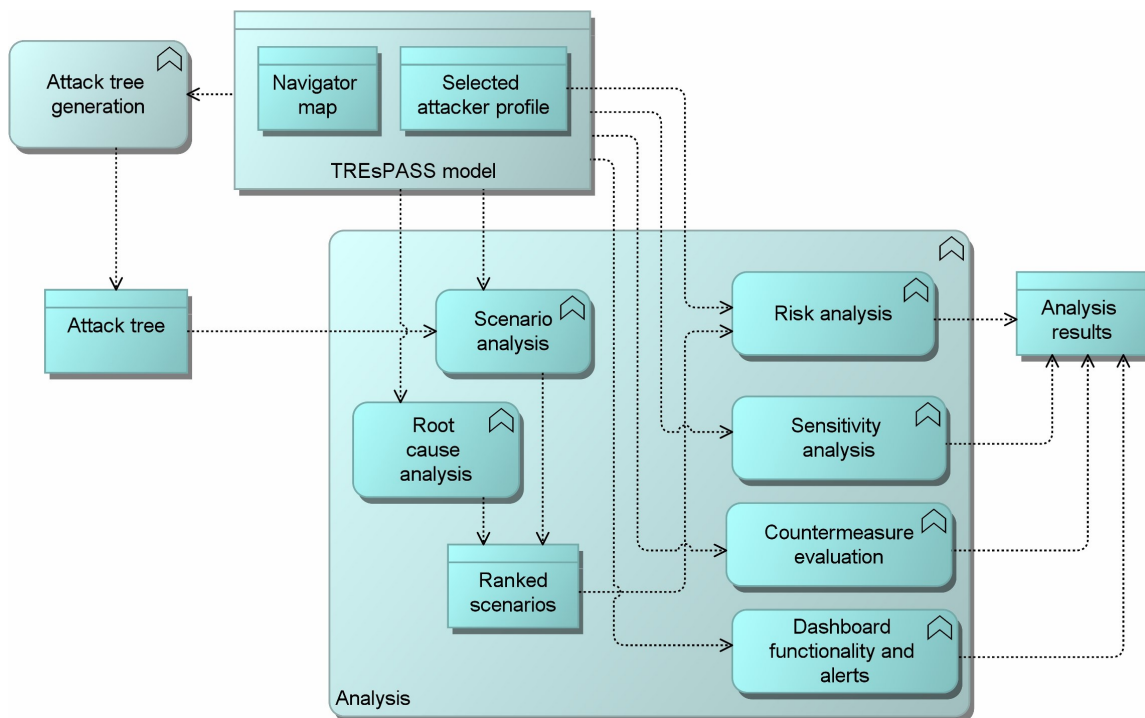 Attack tree
generation
Navigator
map
Selected
attacker profile
TREsPASS model
Attack tree
Scenario
analysis
Root
cause
analysis
Ranked
scenarios
Risk analysis
Sensitivity
analysis
Countermeasure
evaluation
Dashboard
functionality and
alerts
Analysis
results
Analysis